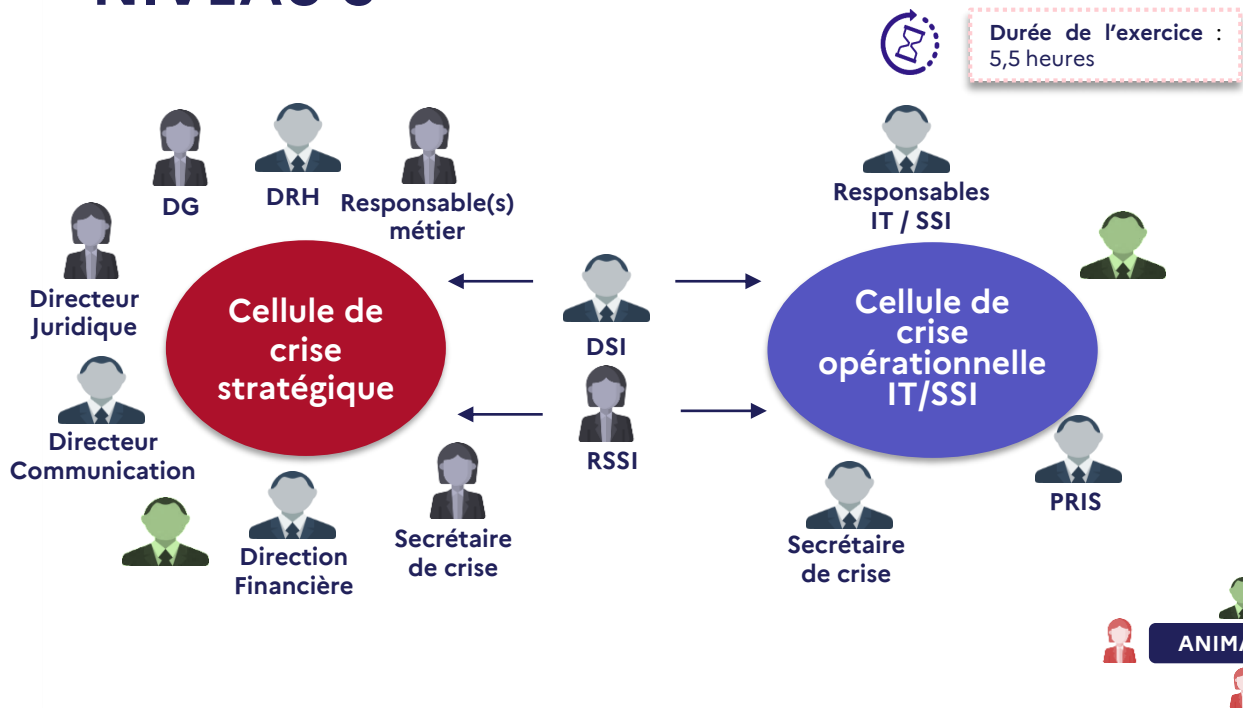 Durée de l'exercice :
5,5 heures
DG
DRH
Responsable(s)
métier
Directeur
Juridique
Cellule de
crise
stratégique
Directeur
Communication
Direction
Financière
Secrétaire
de crise
DSI
RSSI
Responsables
IT / SSI
Cellule de
crise
opérationnelle
IT/SSI
PRIS
Secrétaire
de crise